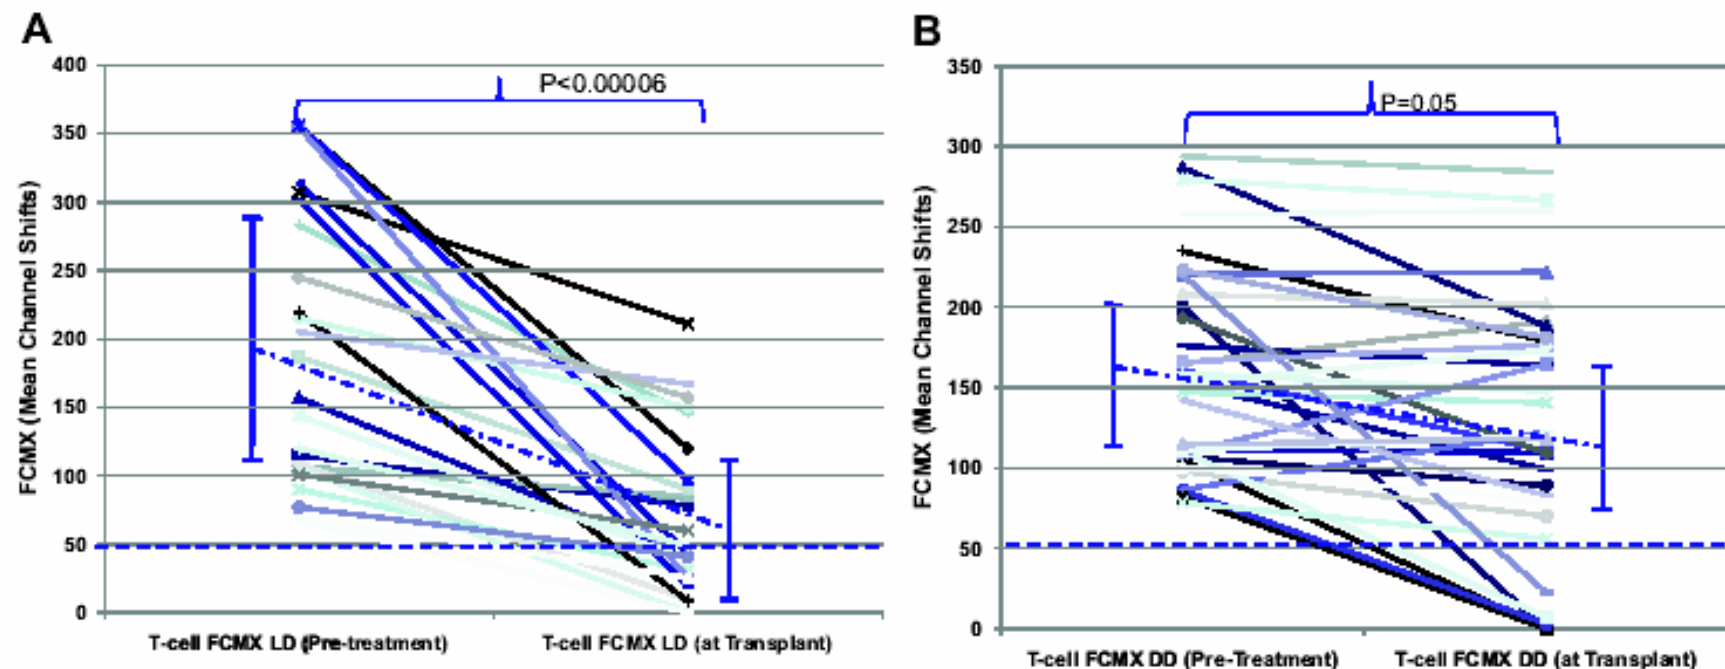 A
400
350
300
250
200
150
100
50
0
FCMX (Mean Channel Shifts)
P<0.00006
T-cell FCMX LD (Pre-treatment)
T-cell FCMX LD (at Transplant)
B
350
300
250
200
150
100
50
0
FCMX (Mean Channel Shifts)
P=0.05
T-cell FCMX DD (Pre-Treatment)
T-cell FCMX DD (at Transplant)